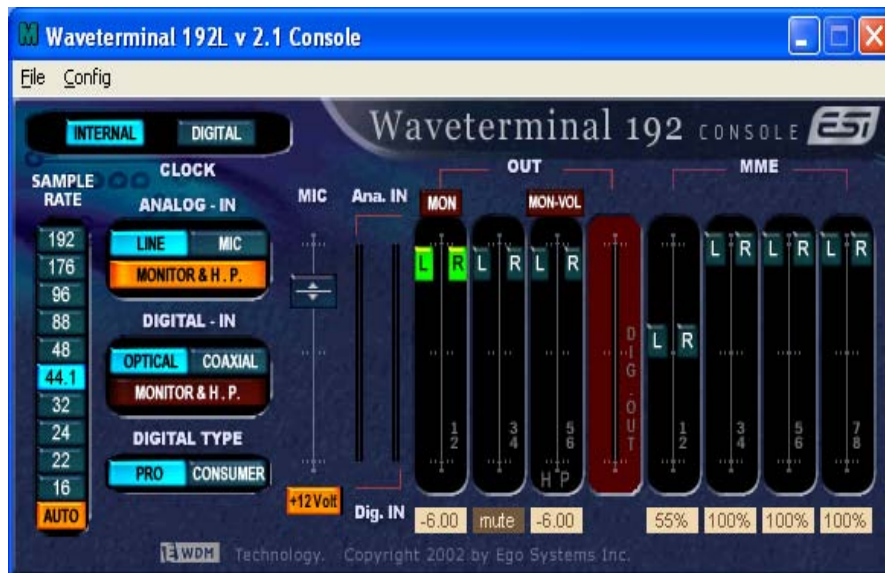 Waveterminal 192L v 2.1 Console
File Config
Waveterminal 192 CONSOLE ESI
INTERNAL DIGITAL
CLOCK
SAMPLE RATE
192
176
96
88
48
44.1
32
24
22
16
AUTO
ANALOG - IN
LINE MIC
MONITOR & H . P .
DIGITAL - IN
OPTICAL COAXIAL
MONITOR & H . P .
DIGITAL TYPE
PRO CONSUMER
MIC
+12 Volt
Ana. IN
Dig. IN
OUT
MON MON-VOL
L R L R L R
1 2
3 4
5 6
H P
DIG-OUT
-6.00 mute -6.00
MME
L R L R L R L R
1 2
3 4
5 6
7 8
55% 100% 100% 100%
E-WDM Technology. Copyright 2002 by Ego Systems Inc.